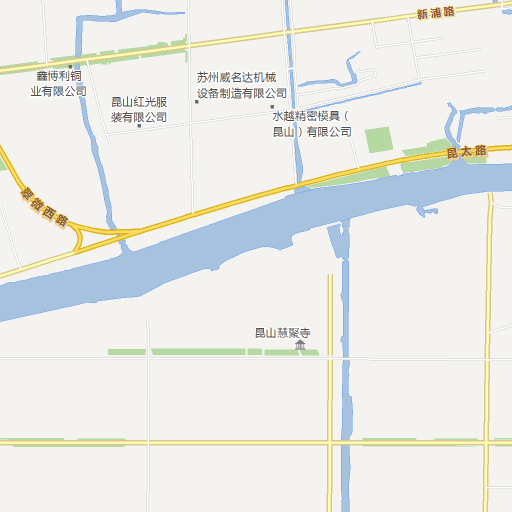 新浦路
鑫博利铜
业有限公司
苏州威名达机械
设备制造有限公司
昆山红光服
装有限公司
水越精密模具（
昆山）有限公司
昆太路
翠微西路
昆山慧聚寺